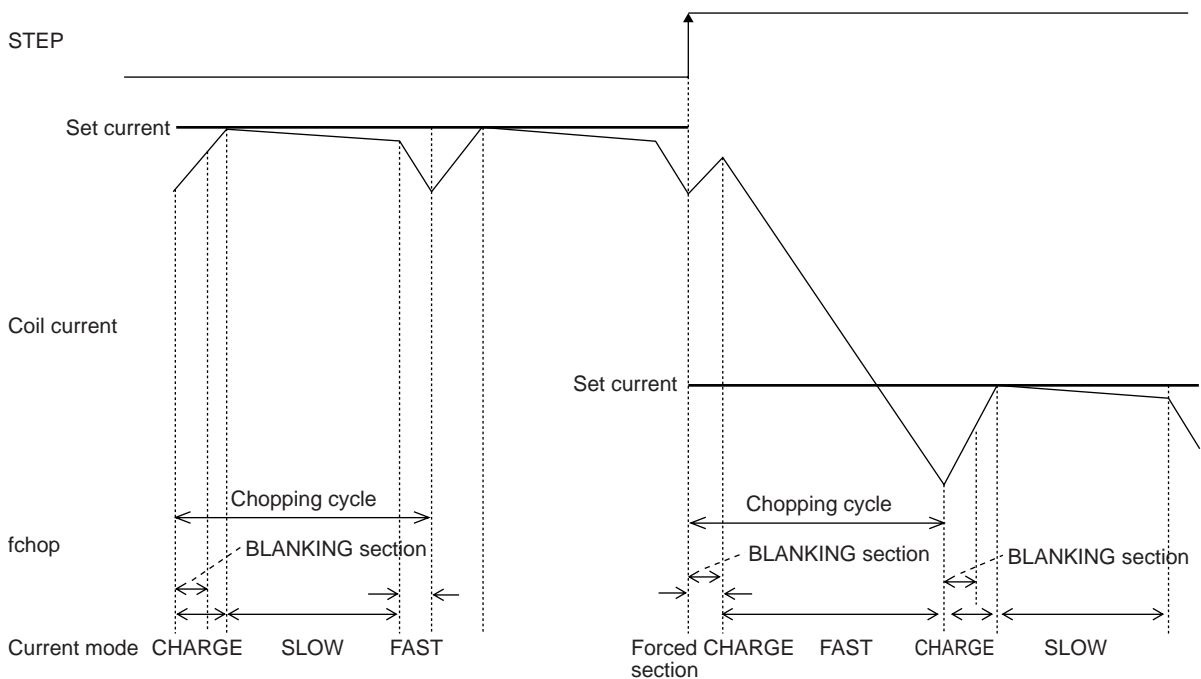 STEP
Set current
Coil current
Set current
Chopping cycle
Chopping cycle
fchop
BLANKING section
BLANKING section
BLANKING section
Current mode CHARGE SLOW FAST Forced CHARGE FAST CHARGE SLOW
section